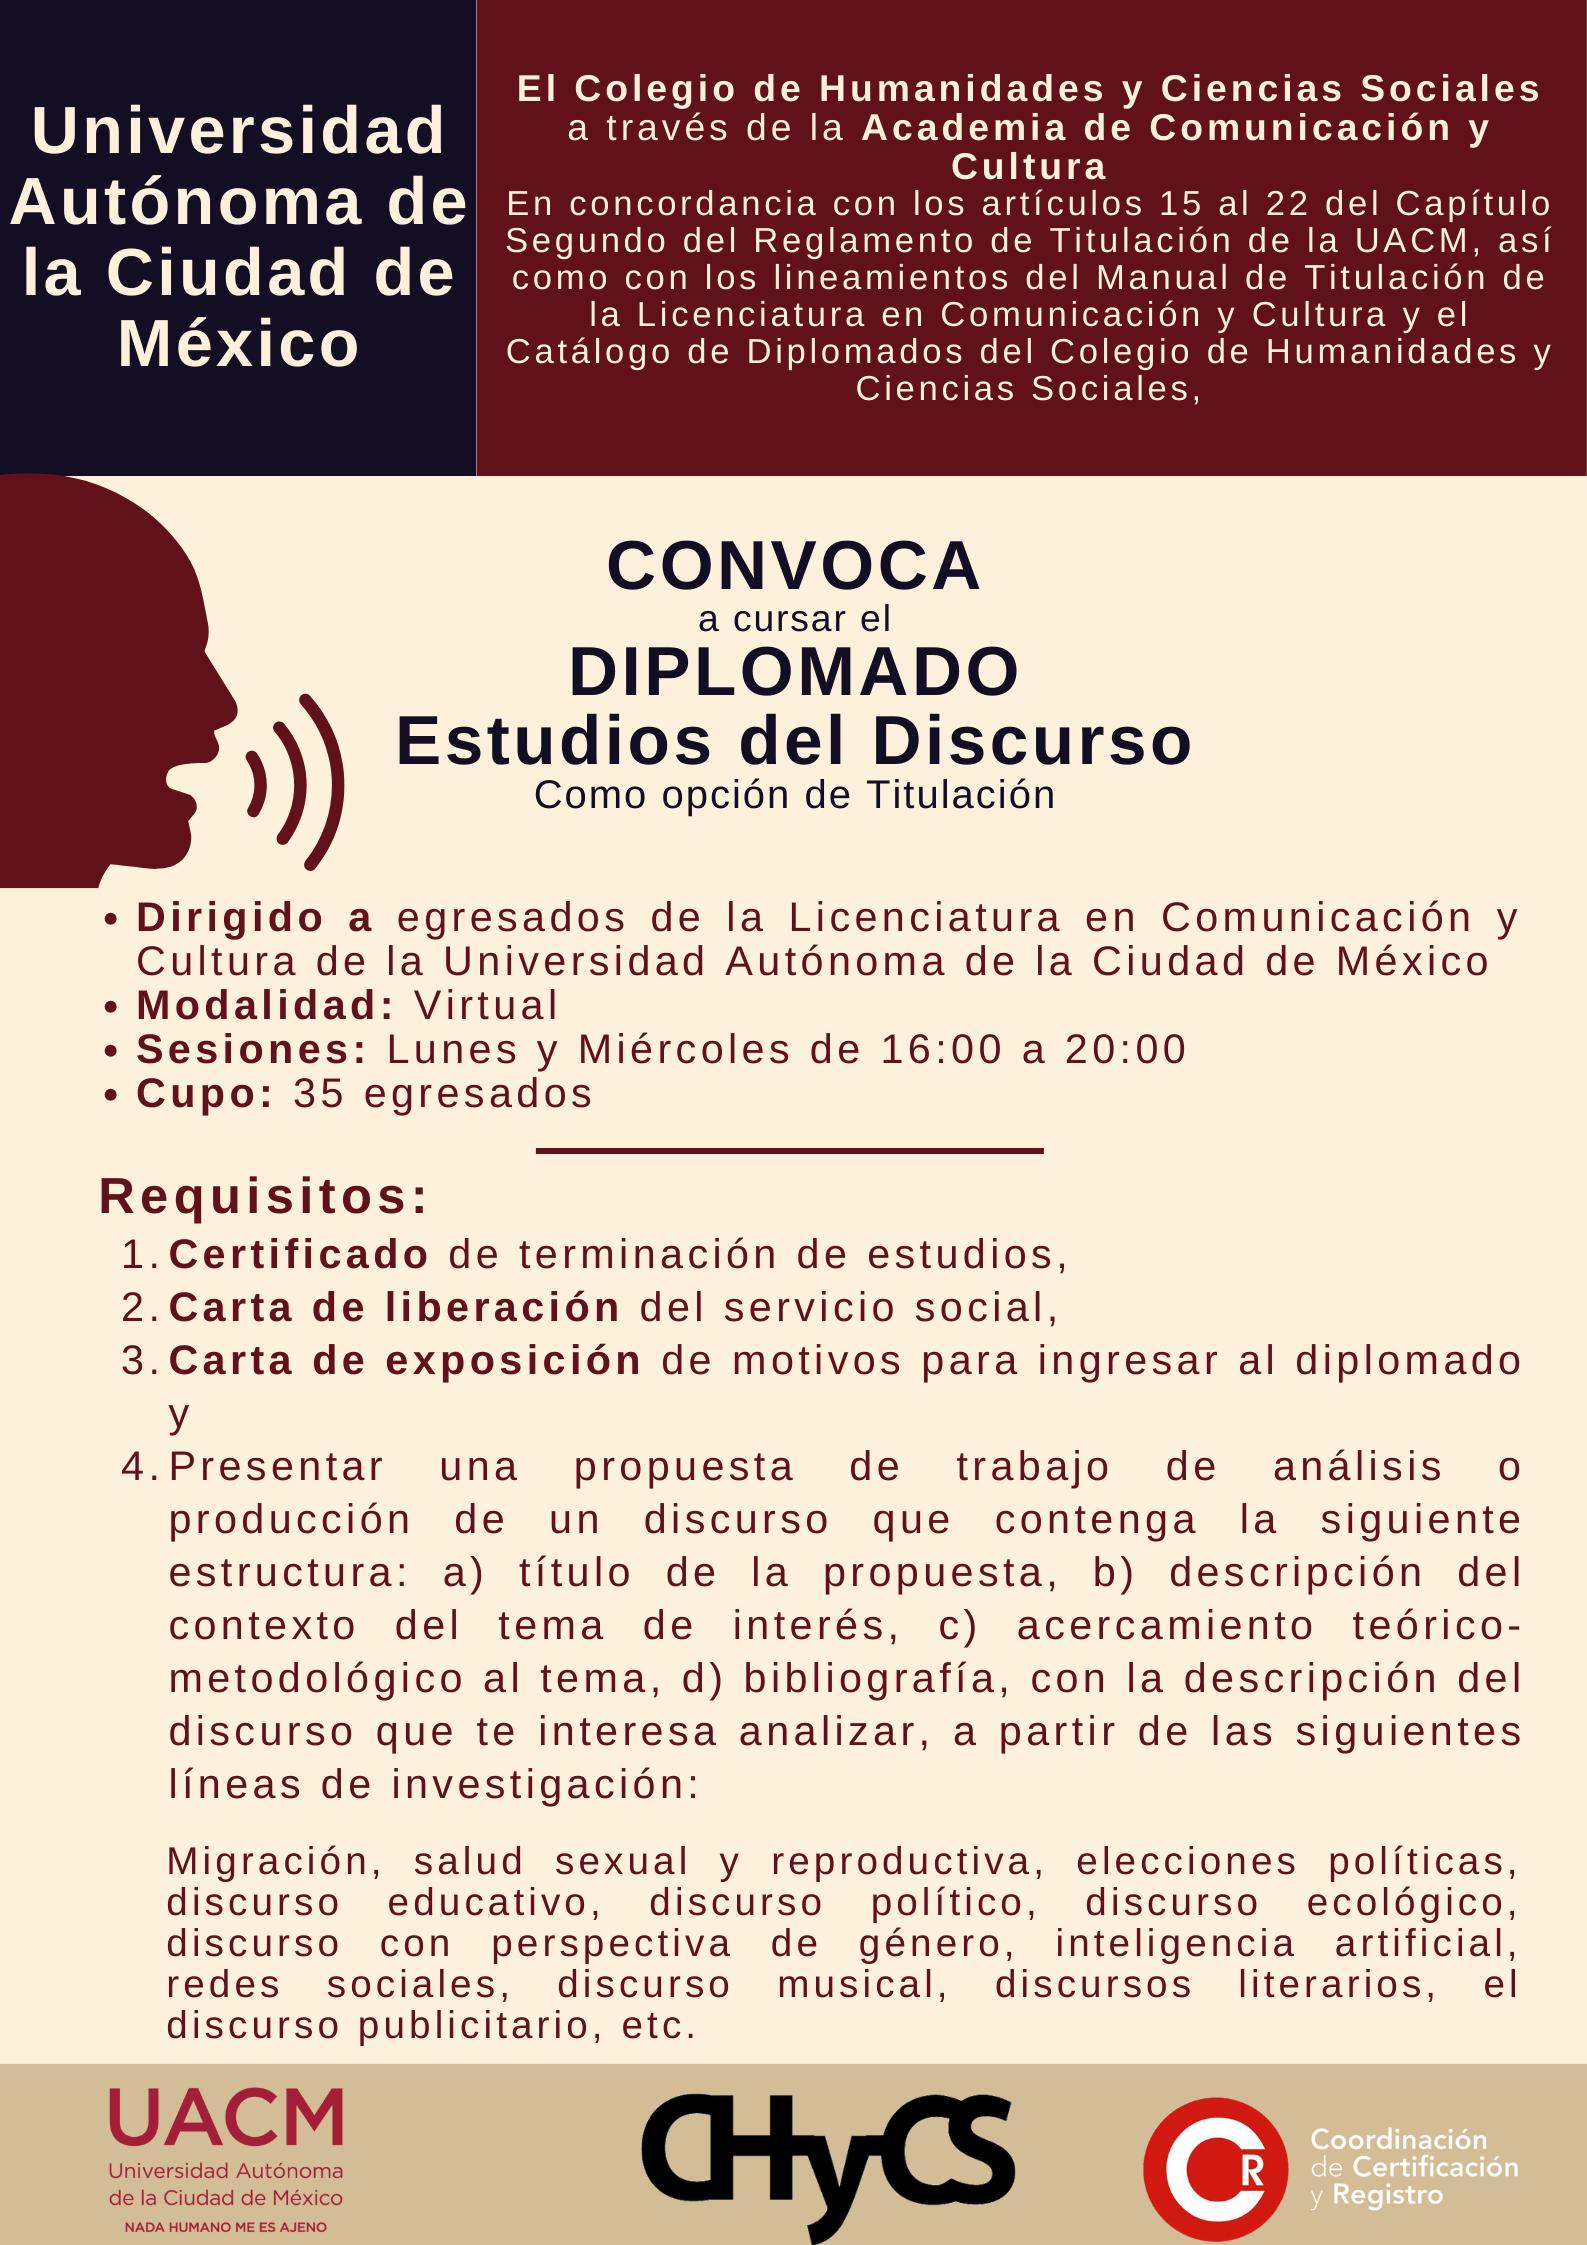 Universidad
Autónoma de
la Ciudad de
México
El Colegio de Humanidades y Ciencias Sociales
a través de la Academia de Comunicación y
Cultura
En concordancia con los artículos 15 al 22 del Capítulo
Segundo del Reglamento de Titulación de la UACM, así
como con los lineamientos del Manual de Titulación de
la Licenciatura en Comunicación y Cultura y el
Catálogo de Diplomados del Colegio de Humanidades y
Ciencias Sociales,
CONVOCA
a cursar el
DIPLOMADO
Estudios del Discurso
Como opción de Titulación
• Dirigido a egresados de la Licenciatura en Comunicación y
Cultura de la Universidad Autónoma de la Ciudad de México
• Modalidad: Virtual
• Sesiones: Lunes y Miércoles de 16:00 a 20:00
• Cupo: 35 egresados
Requisitos:
1. Certificado de terminación de estudios,
2. Carta de liberación del servicio social,
3. Carta de exposición de motivos para ingresar al diplomado
y
4. Presentar una propuesta de trabajo de análisis o
producción de un discurso que contenga la siguiente
estructura: a) título de la propuesta, b) descripción del
contexto del tema de interés, c) acercamiento teórico-
metodológico al tema, d) bibliografía, con la descripción del
discurso que te interesa analizar, a partir de las siguientes
líneas de investigación:
Migración, salud sexual y reproductiva, elecciones políticas,
discurso educativo, discurso político, discurso ecológico,
discurso con perspectiva de género, inteligencia artificial,
redes sociales, discurso musical, discursos literarios, el
discurso publicitario, etc.
UACM
Universidad Autónoma
de la Ciudad de México
NADA HUMANO ME ES AJENO
CHyCS
CR
Coordinación
de Certificación
y Registro